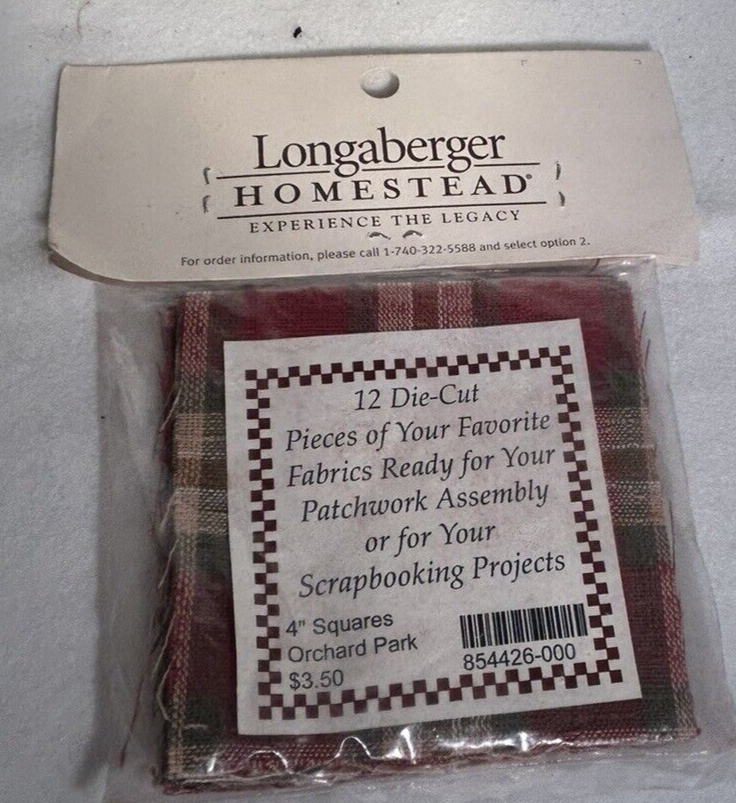 Longaberger
HOMESTEAD®
EXPERIENCE THE LEGACY
For order information, please call 1-740-322-5588 and select option 2.
12 Die-Cut
Pieces of Your Favorite
Fabrics Ready for Your
Patchwork Assembly
or for Your
Scrapbooking Projects
4" Squares
Orchard Park
$3.50
854426-000